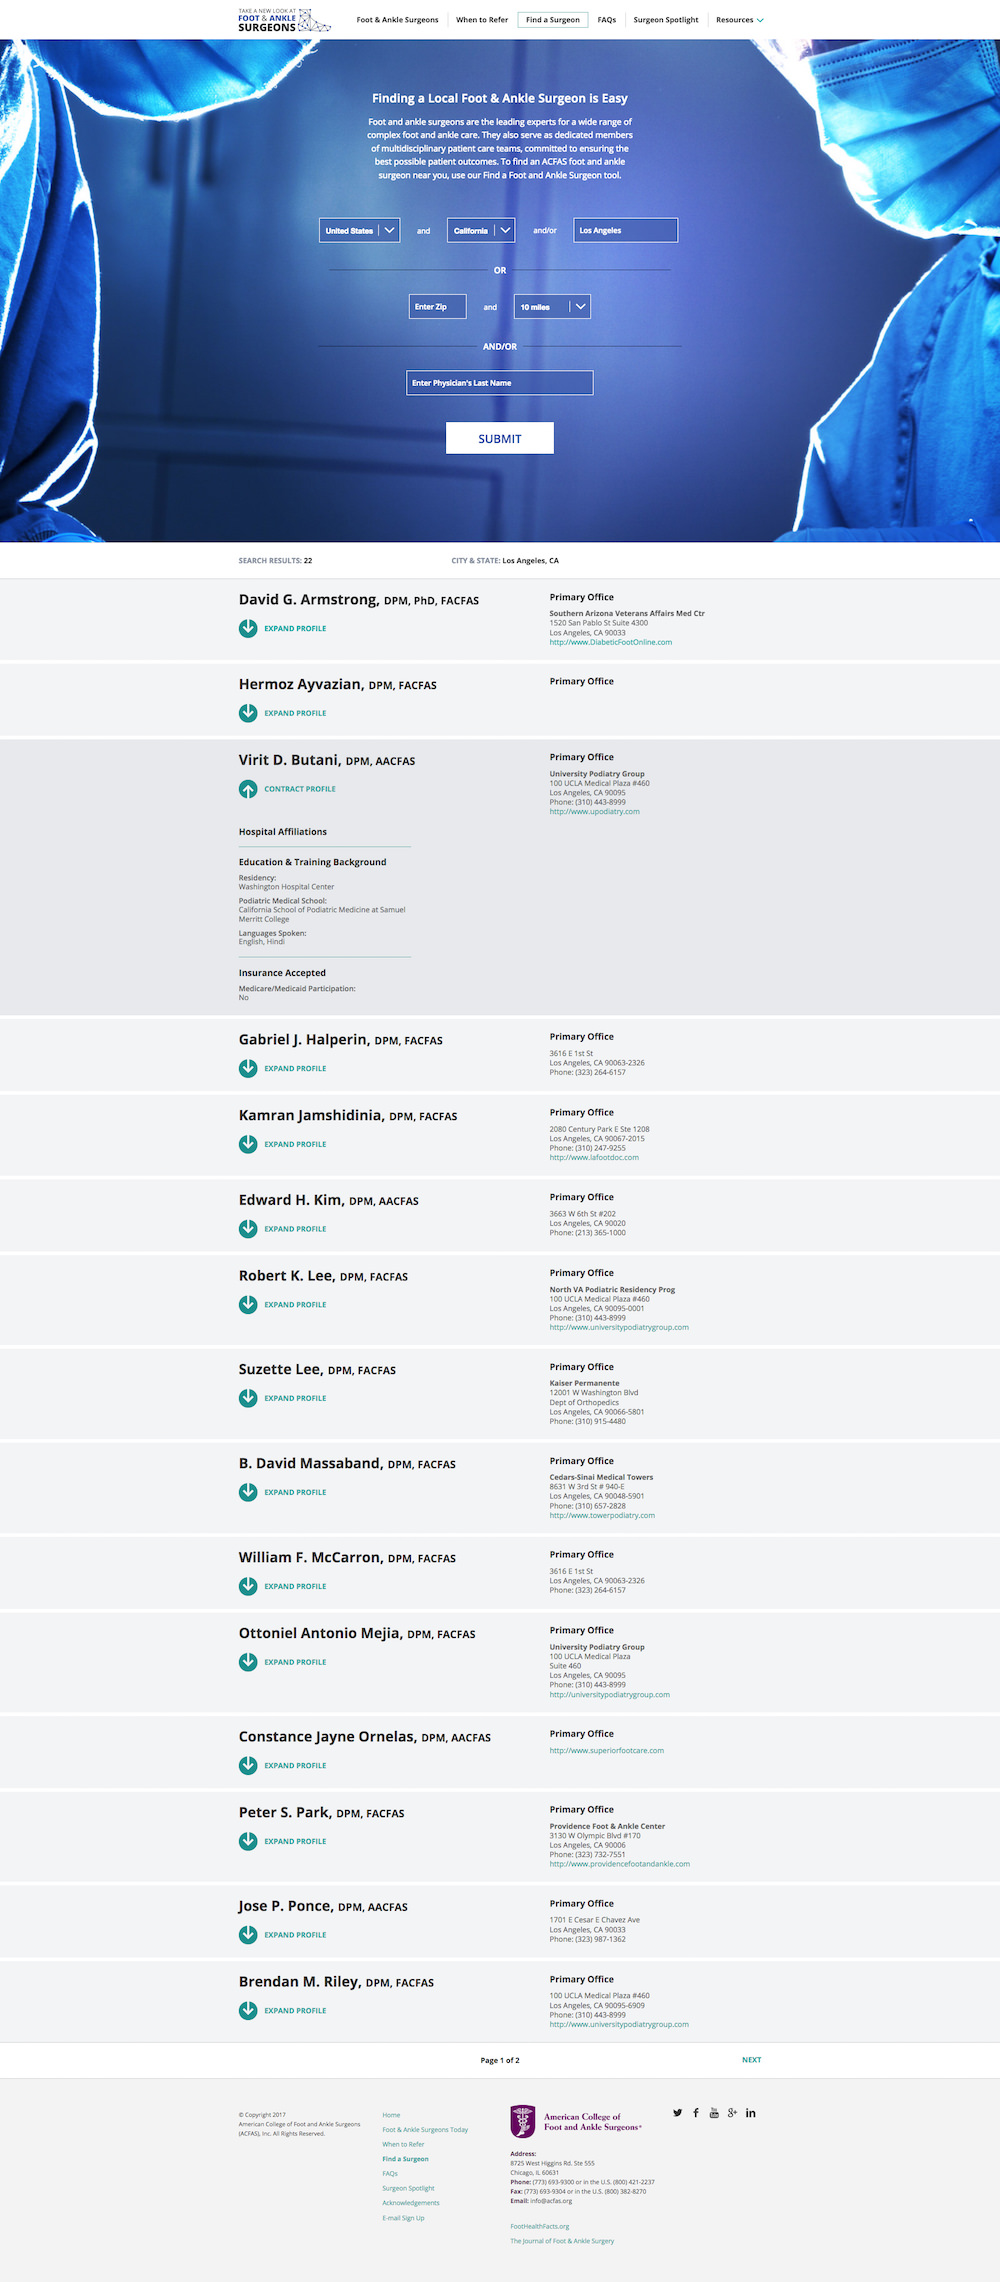 TAKE A NEW LOOK AT
FOOT & ANKLE
SURGEONS
Foot & Ankle Surgeons
When to Refer
Find a Surgeon
FAQs
Surgeon Spotlight
Resources
Finding a Local Foot & Ankle Surgeon is Easy
Foot and ankle surgeons are the leading experts for a wide range of
complex foot and ankle care. They also serve as dedicated members
of multidisciplinary patient care teams, committed to ensuring the
best possible patient outcomes. To find an ACFAS foot and ankle
surgeon near you, use our Find a Foot and Ankle Surgeon tool.
United States and California and/or Los Angeles
OR
Enter Zip and 10 miles
AND/OR
Enter Physician's Last Name
SUBMIT
SEARCH RESULTS: 22
CITY & STATE: Los Angeles, CA
David G. Armstrong, DPM, PhD, FACFAS
EXPAND PROFILE
Primary Office
Southern Arizona Veterans Affairs Med Ctr
1520 San Pablo St Suite 4300
Los Angeles, CA 90033
http://www.DiabeticFootOnline.com
Hermoz Ayvazian, DPM, FACFAS
EXPAND PROFILE
Primary Office
Virit D. Butani, DPM, AACFAS
CONTRACT PROFILE
Primary Office
University Podiatry Group
100 UCLA Medical Plaza #460
Los Angeles, CA 90095
Phone: (310) 443-8999
http://www.upodiatry.com
Hospital Affiliations
Education & Training Background
Residency:
Washington Hospital Center
Podiatric Medical School:
California School of Podiatric Medicine at Samuel
Merritt College
Languages Spoken:
English, Hindi
Insurance Accepted
Medicare/Medicaid Participation:
No
Gabriel J. Halperin, DPM, FACFAS
EXPAND PROFILE
Primary Office
3616 E 1st St
Los Angeles, CA 90063-2326
Phone: (323) 264-6157
Kamran Jamshidinia, DPM, FACFAS
EXPAND PROFILE
Primary Office
2080 Century Park E Ste 1208
Los Angeles, CA 90067-2015
Phone: (310) 247-9255
http://www.lafootdoc.com
Edward H. Kim, DPM, AACFAS
EXPAND PROFILE
Primary Office
3663 W 6th St #202
Los Angeles, CA 90020
Phone: (213) 365-1000
Robert K. Lee, DPM, FACFAS
EXPAND PROFILE
Primary Office
North VA Podiatric Residency Prog
100 UCLA Medical Plaza #460
Los Angeles, CA 90095-0001
Phone: (310) 443-8999
http://www.universitypodiatrygroup.com
Suzette Lee, DPM, FACFAS
EXPAND PROFILE
Primary Office
Kaiser Permanente
12001 W Washington Blvd
Dept of Orthopedics
Los Angeles, CA 90066-5801
Phone: (310) 915-4480
B. David Massaband, DPM, FACFAS
EXPAND PROFILE
Primary Office
Cedars-Sinai Medical Towers
8631 W 3rd St # 940-E
Los Angeles, CA 90048-5901
Phone: (310) 657-2828
http://www.towerpodiatry.com
William F. McCarron, DPM, FACFAS
EXPAND PROFILE
Primary Office
3616 E 1st St
Los Angeles, CA 90063-2326
Phone: (323) 264-6157
Ottoniel Antonio Mejia, DPM, FACFAS
EXPAND PROFILE
Primary Office
University Podiatry Group
100 UCLA Medical Plaza
Suite 460
Los Angeles, CA 90095
Phone: (310) 443-8999
http://universitypodiatrygroup.com
Constance Jayne Ornelas, DPM, AACFAS
EXPAND PROFILE
Primary Office
http://www.superiorfootcare.com
Peter S. Park, DPM, FACFAS
EXPAND PROFILE
Primary Office
Providence Foot & Ankle Center
3130 W Olympic Blvd #170
Los Angeles, CA 90006
Phone: (323) 732-7551
http://www.providencefootandankle.com
Jose P. Ponce, DPM, AACFAS
EXPAND PROFILE
Primary Office
1701 E Cesar E Chavez Ave
Los Angeles, CA 90033
Phone: (323) 987-1362
Brendan M. Riley, DPM, FACFAS
EXPAND PROFILE
Primary Office
100 UCLA Medical Plaza #460
Los Angeles, CA 90095-6909
Phone: (310) 443-8999
http://www.universitypodiatrygroup.com
Page 1 of 2
NEXT
© Copyright 2017
American College of Foot and Ankle Surgeons
(ACFAS), Inc. All Rights Reserved.
Home
Foot & Ankle Surgeons Today
When to Refer
Find a Surgeon
FAQs
Surgeon Spotlight
Acknowledgements
E-mail Sign Up
American College of
Foot and Ankle Surgeons®
Address:
8725 West Higgins Rd. Ste 555
Chicago, IL 60631
Phone: (773) 693-9300 or in the U.S. (800) 421-2237
Fax: (773) 693-9304 or in the U.S. (800) 382-8270
Email: info@acfas.org
FootHealthFacts.org
The Journal of Foot & Ankle Surgery